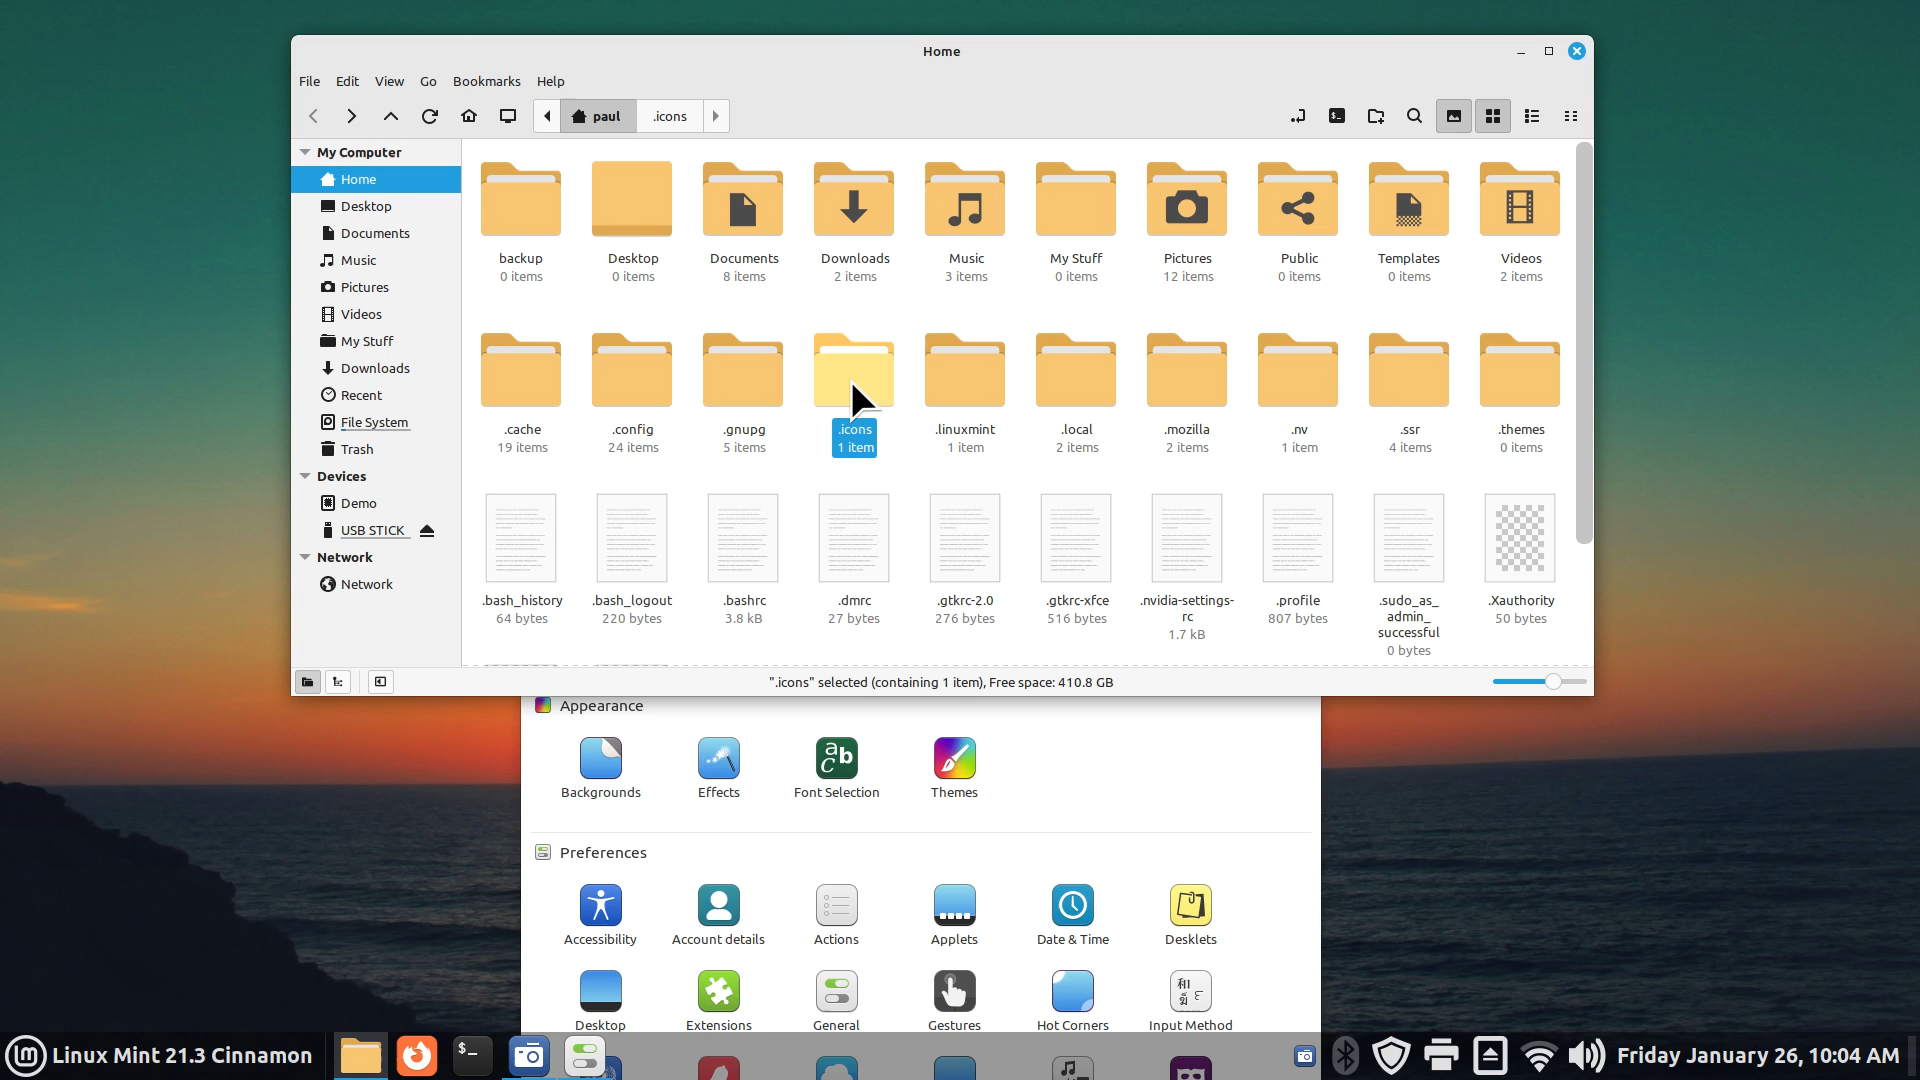 Home
File Edit View Go Bookmarks Help
paul .icons
My Computer
Home
Desktop
Documents
Music
Pictures
Videos
My Stuff
Downloads
Recent
File System
Trash
Devices
Demo
USB STICK
Network
Network
backup Desktop Documents Downloads Music My Stuff Pictures Public Templates Videos
0 items 0 items 8 items 2 items 3 items 0 items 12 items 0 items 0 items 2 items
.cache .config .gnupg .icons .linuxmint .local .mozilla .nv .ssr .themes
19 items 24 items 5 items 1 item 1 item 2 items 2 items 1 item 4 items 0 items
.bash_history .bash_logout .bashrc .dmrc .gtkrc-2.0 .gtkrc-xfce .nvidia-settings- .profile .sudo_as_ .Xauthority
64 bytes 220 bytes 3.8 kB 27 bytes 276 bytes 516 bytes rc 807 bytes admin_ 50 bytes
1.7 kB successful
0 bytes
".icons" selected (containing 1 item), Free space: 410.8 GB
Appearance
Backgrounds Effects Font Selection Themes
Preferences
Accessibility Account details Actions Applets Date & Time Desklets
Desktop Extensions General Gestures Hot Corners Input Method
Linux Mint 21.3 Cinnamon
Friday January 26, 10:04 AM